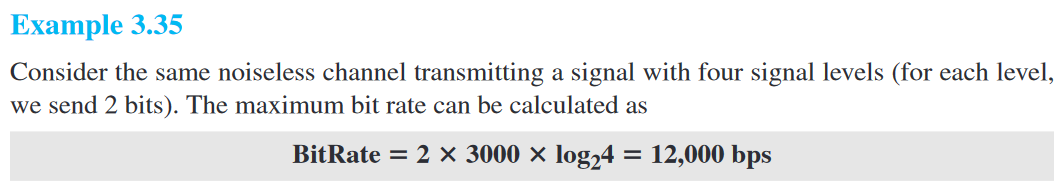 Example 3.35
Consider the same noiseless channel transmitting a signal with four signal levels (for each level,
we send 2 bits). The maximum bit rate can be calculated as
BitRate = 2 × 3000 × log₂4 = 12,000 bps